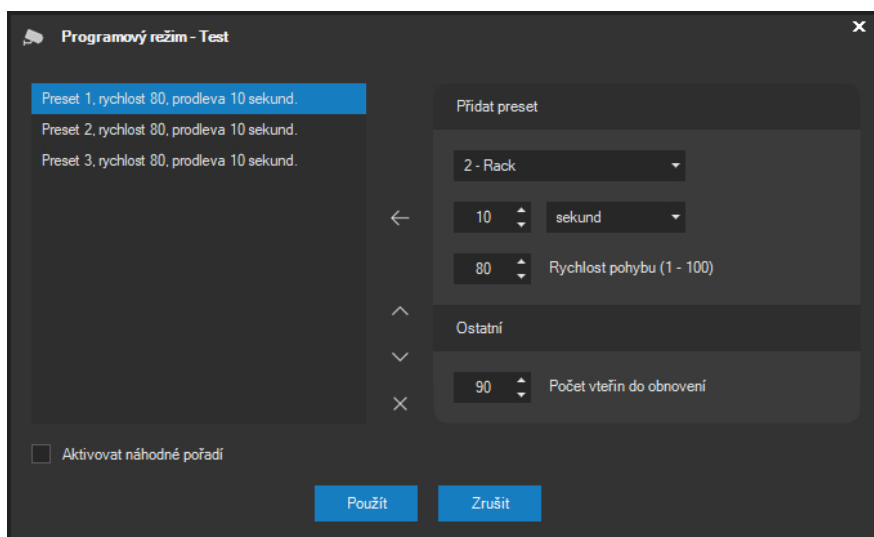 Programový režim - Test
Preset 1, rychlost 80, prodleva 10 sekund.
Preset 2, rychlost 80, prodleva 10 sekund.
Preset 3, rychlost 80, prodleva 10 sekund.
Přidat preset
2 - Rack
10 sekund
80 Rychlost pohybu (1 - 100)
Ostatní
90 Počet vteřin do obnovení
Aktivovat náhodné pořadí
Použít Zrušit